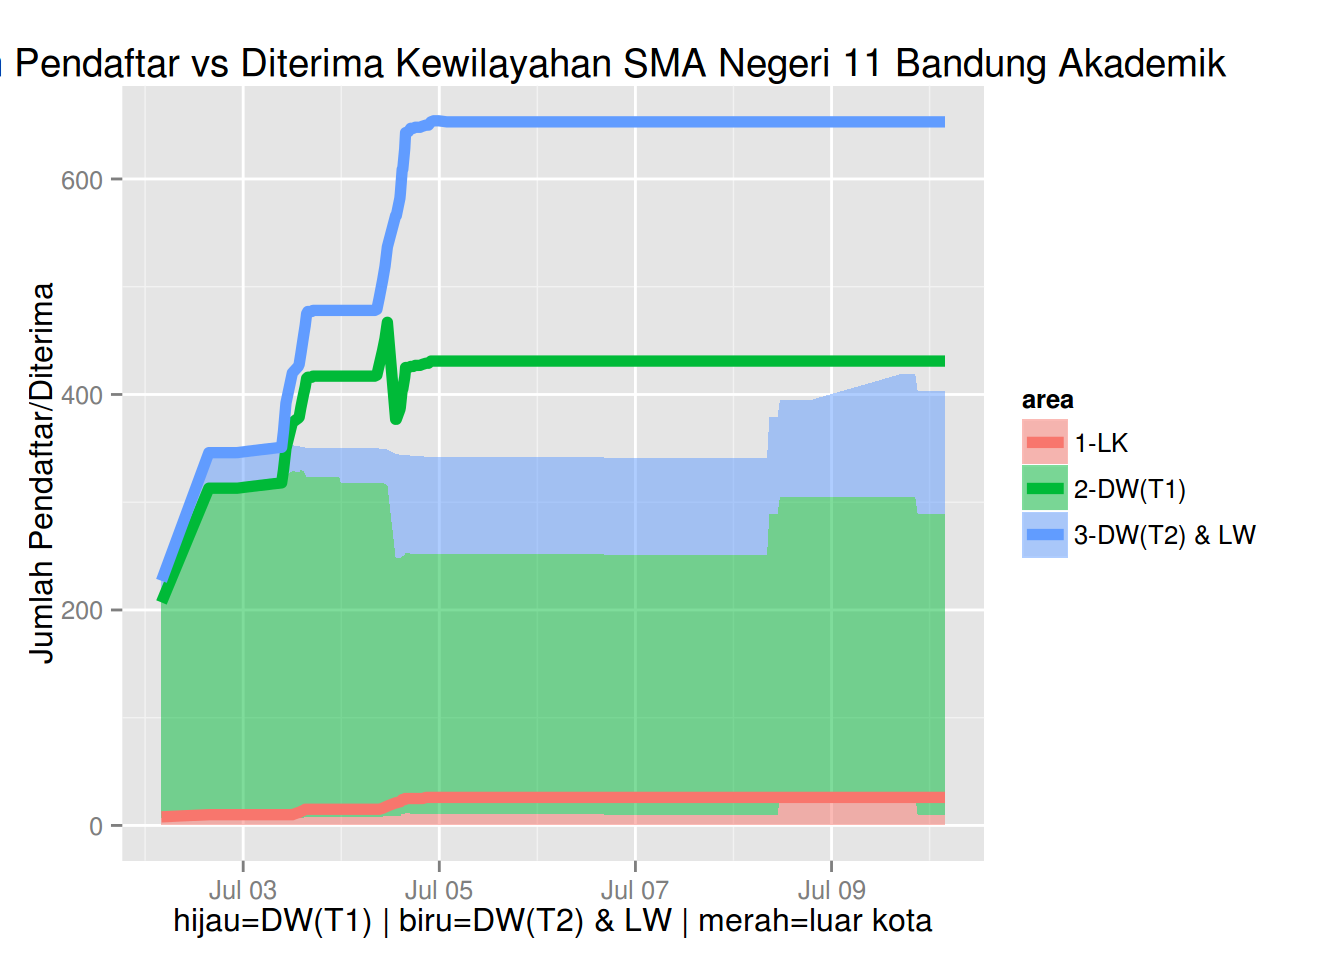 Pendaftar vs Diterima Kewilayahan SMA Negeri 11 Bandung Akademik
Jumlah Pendaftar/Diterima
600
400
200
0
Jul 03
Jul 05
Jul 07
Jul 09
hijau=DW(T1) | biru=DW(T2) & LW | merah=luar kota
area
1-LK
2-DW(T1)
3-DW(T2) & LW